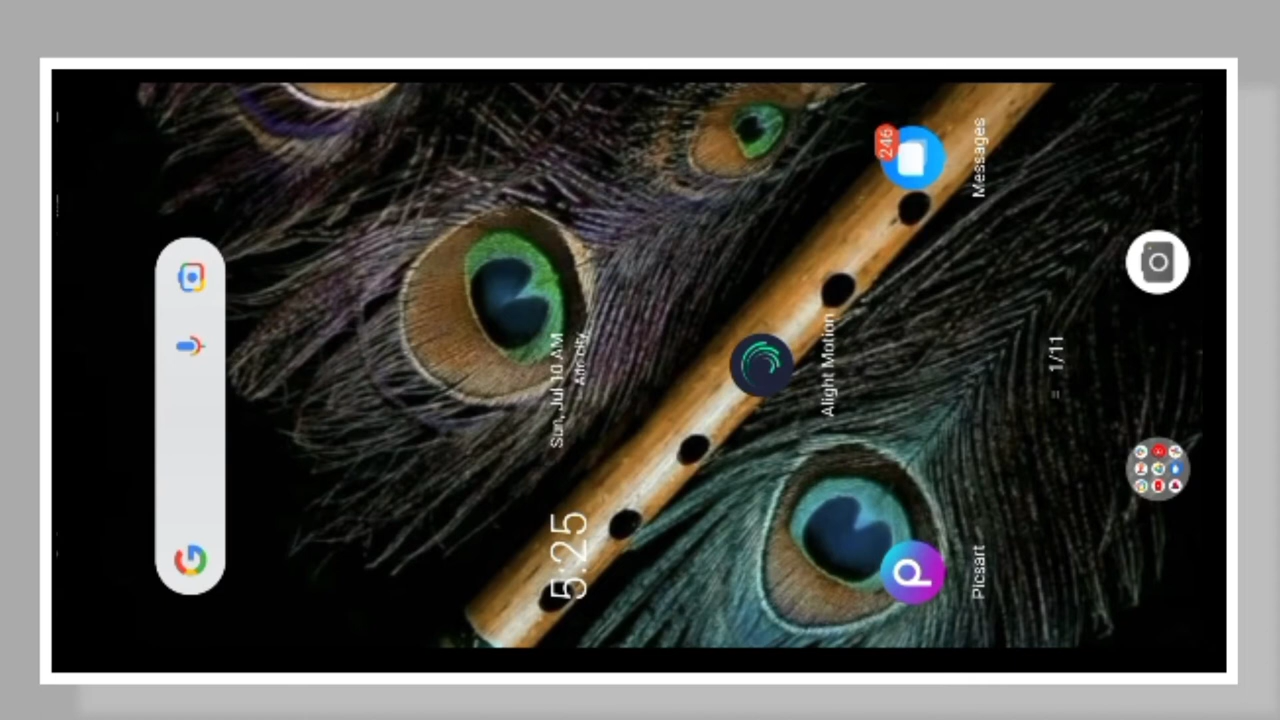 5:25
Sun, Jul 10 AM
246
Messages
Alight Motion
Picsart
= 1/11